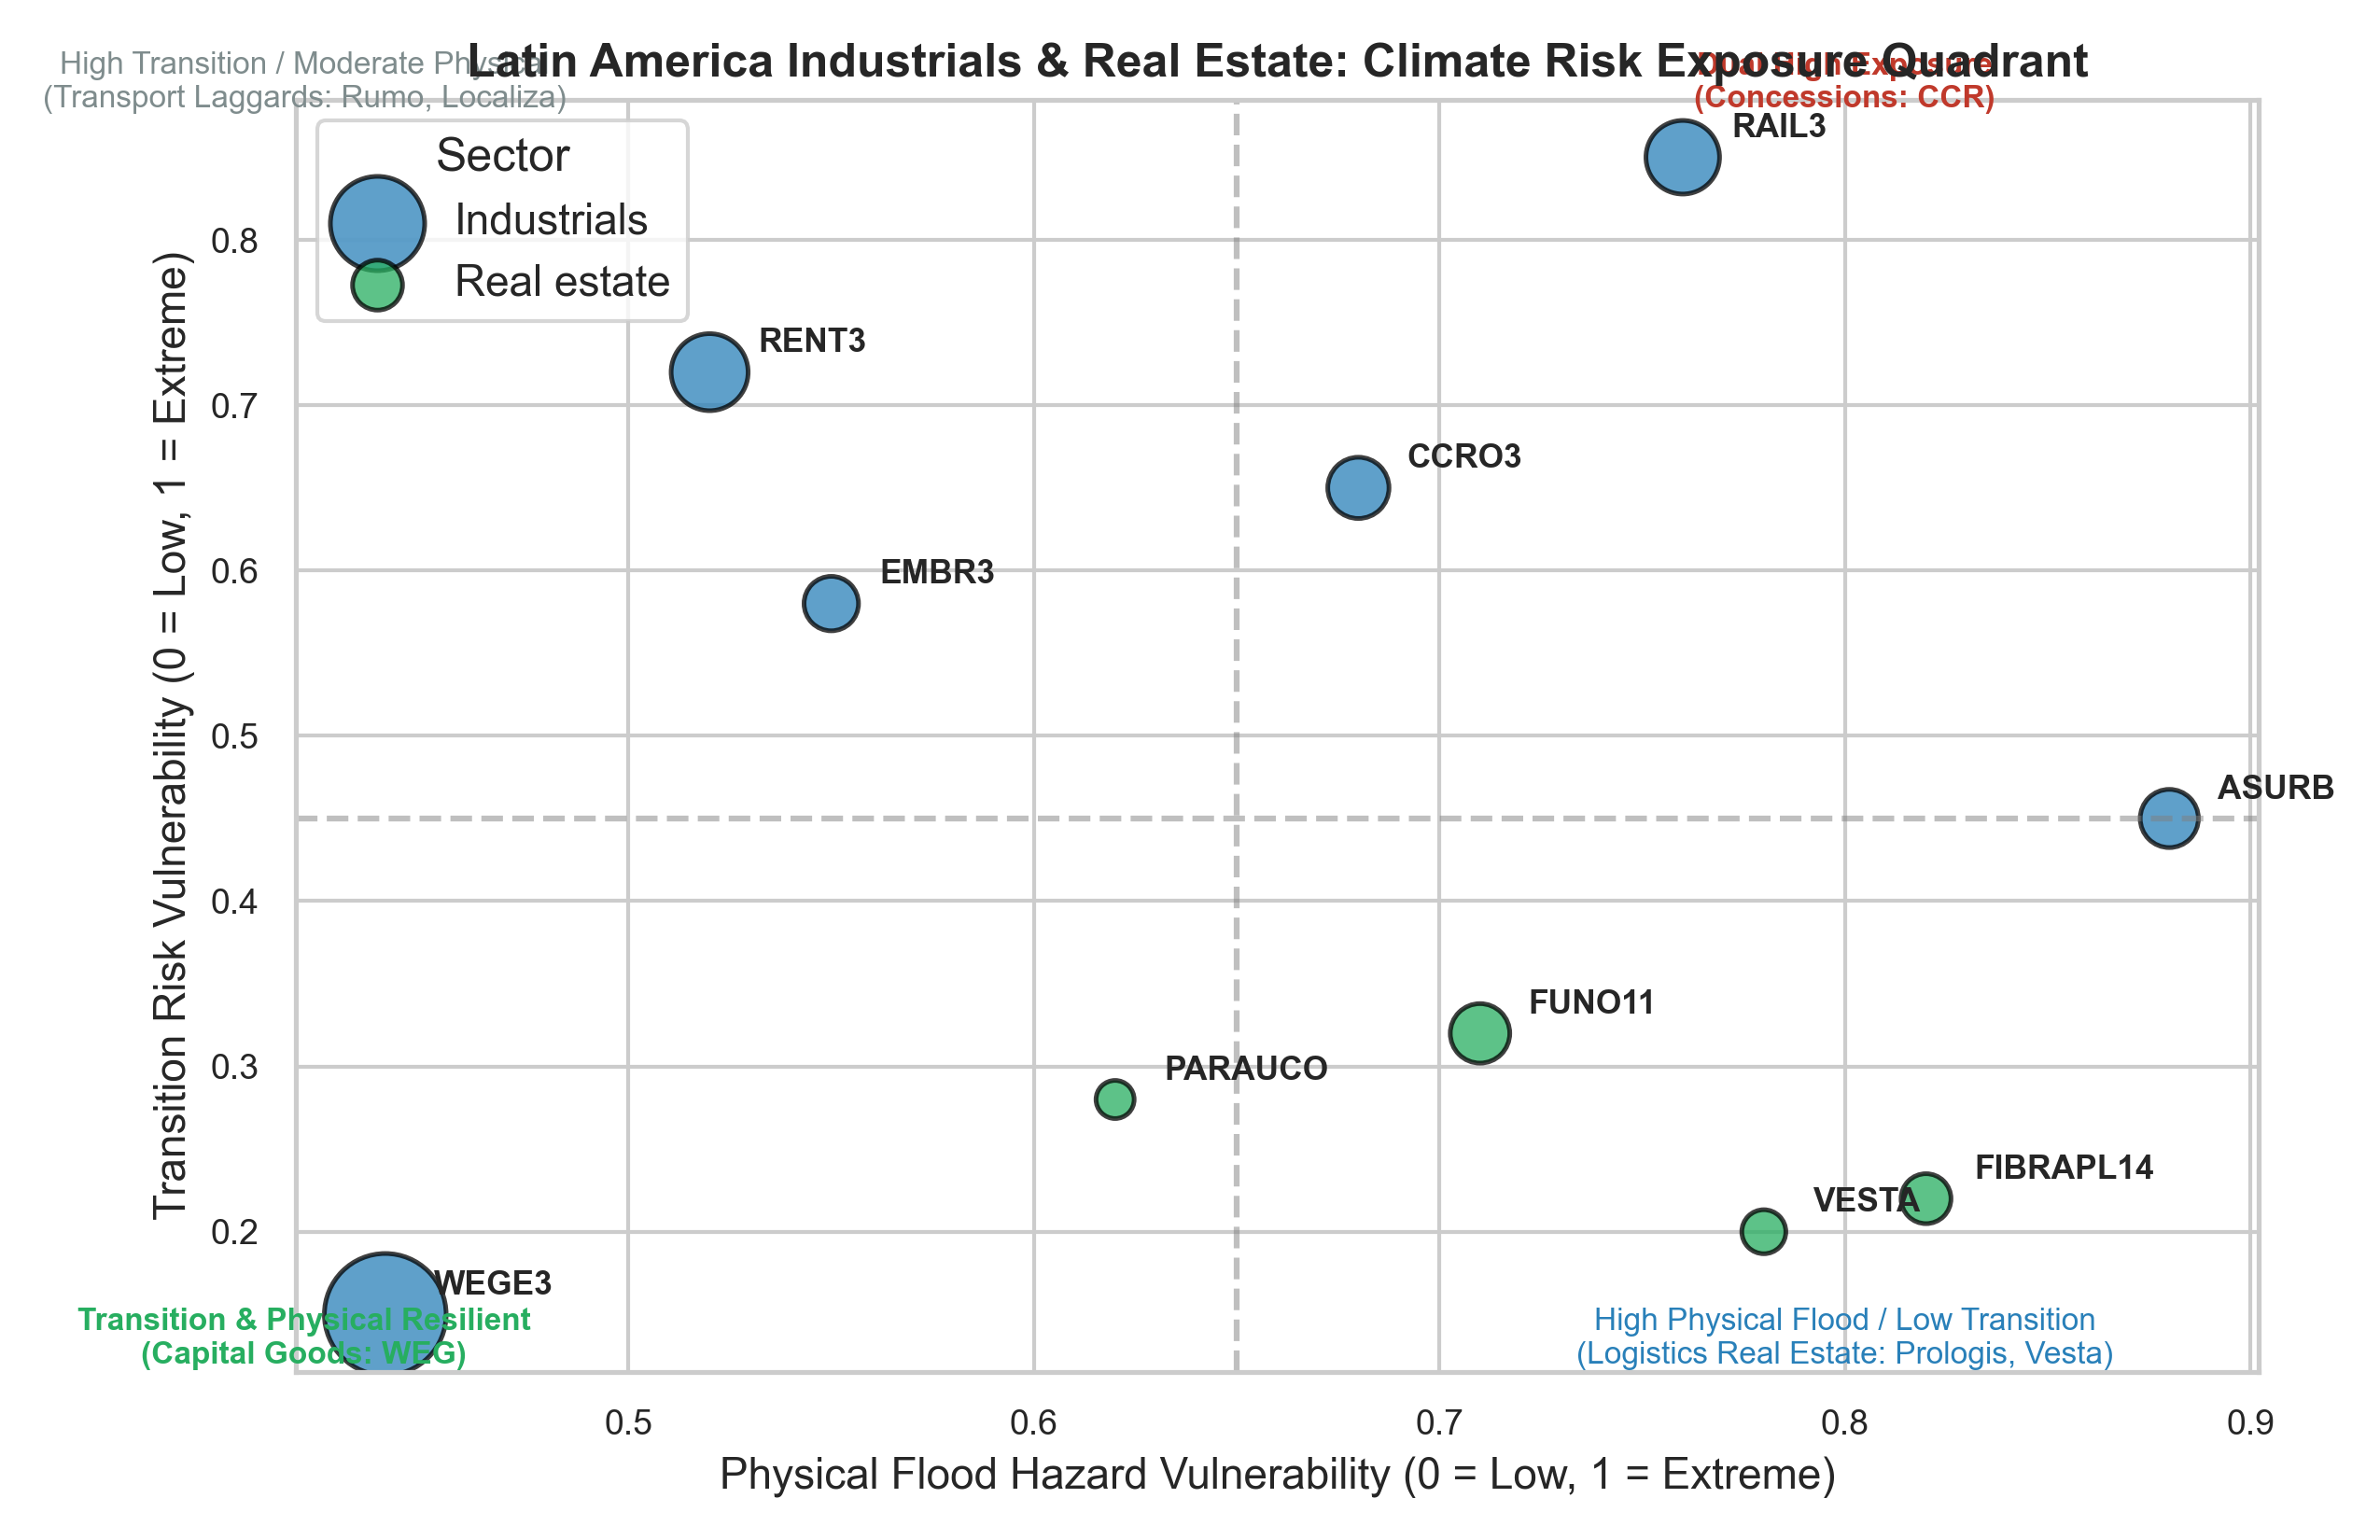 Latin America Industrials & Real Estate: Climate Risk Exposure Quadrant
High Transition / Moderate Physica
(Transport Laggards: Rumo, Localiza)
Dual High Exposure
(Concessions: CCR)
Sector
Industrials
Real estate
RAIL3
RENT3
CCRO3
EMBR3
ASURB
FUNO11
PARAUCO
FIBRAPL14
VESTA
WEGE3
Transition & Physical Resilient
(Capital Goods: WEG)
High Physical Flood / Low Transition
(Logistics Real Estate: Prologis, Vesta)
Transition Risk Vulnerability (0 = Low, 1 = Extreme)
0.8
0.7
0.6
0.5
0.4
0.3
0.2
0.5
0.6
0.7
0.8
0.9
Physical Flood Hazard Vulnerability (0 = Low, 1 = Extreme)